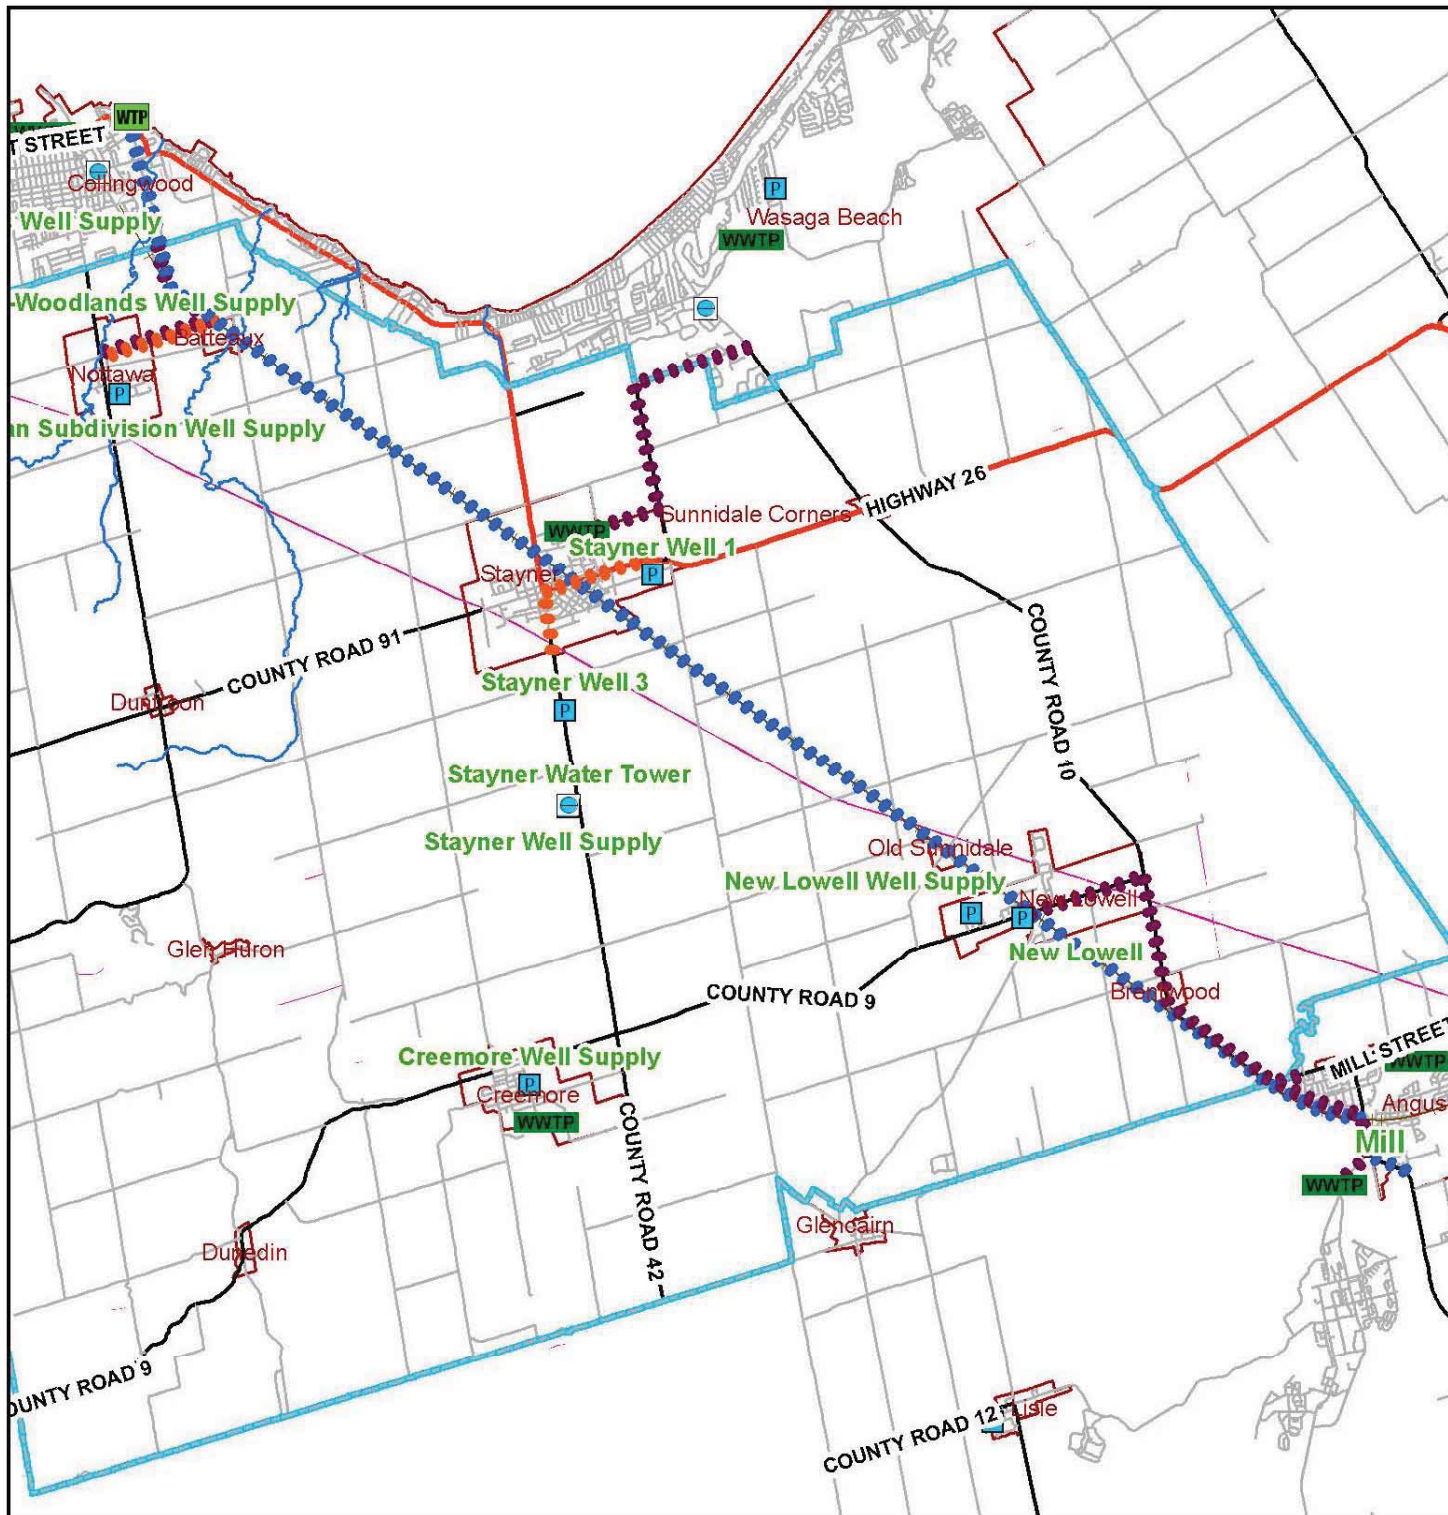 WTP
T STREET
Collingwood
Well Supply
P
Wasaga Beach
WWTP
-Woodlands Well Supply
Batteaux
Nottawa
P
an Subdivision Well Supply
HIGHWAY 26
Sunnidale Corners
WWTP
Stayner Well 1
Stayner
P
COUNTY ROAD 91
COUNTY ROAD 10
Stayner Well 3
Duntroon
P
Stayner Water Tower
Stayner Well Supply
Old Sunnidale
New Lowell Well Supply
New Lowell
P
P
Glen Huron
New Lowell
Brentwood
COUNTY ROAD 9
MILL STREET
Creemore Well Supply
WWTP
P
Creemore
Angus
WWTP
COUNTY ROAD 42
Mill
WWTP
Glencairn
Dunedin
OUNTY ROAD 9
Lisle
COUNTY ROAD 12